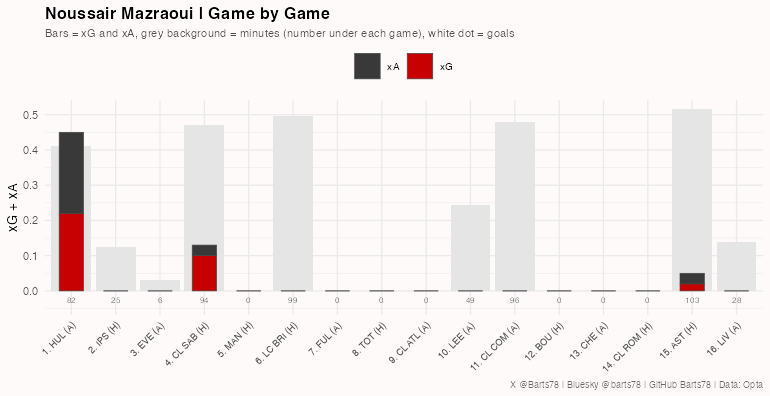 Noussair Mazraoui | Game by Game
Bars = xG and xA, grey background = minutes (number under each game), white dot = goals
xA xG
xG + xA
0.5
0.4
0.3
0.2
0.1
0.0
82 25 6 94 0 99 0 0 0 49 96 0 0 0 103 28
1. HUL (A)
2. IPS (H)
3. EVE (A)
4. CL SAB (H)
5. MAN (H)
6. LC BRI (H)
7. FUL (A)
8. TOT (H)
9. CL ATL (A)
10. LEE (A)
11. CL COM (A)
12. BOU (H)
13. CHE (A)
14. CL ROM (H)
15. AST (H)
16. LIV (A)
X @Barts78 | Bluesky @barts78 | GitHub Barts78 | Data: Opta